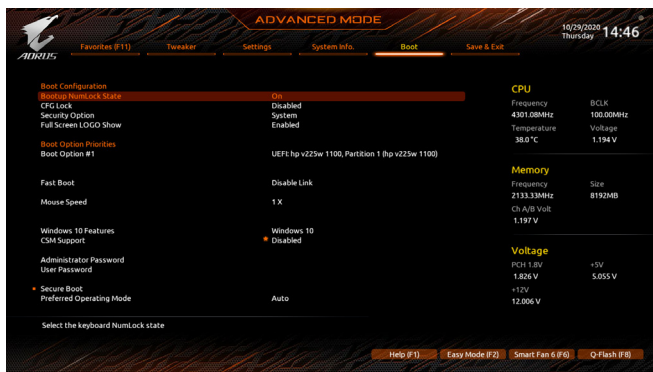 ADVANCED MODE
10/29/2020 Thursday 14:46
AORUS
Favorites (F11) Tweaker Settings System Info. Boot Save & Exit
Boot Configuration
Bootup NumLock State On
CFG Lock Disabled
Security Option System
Full Screen LOGO Show Enabled
Boot Option Priorities
Boot Option #1 UEFI: hp v225w 1100, Partition 1 (hp v225w 1100)
Fast Boot Disable Link
Mouse Speed 1 X
Windows 10 Features Windows 10
CSM Support Disabled
Administrator Password
User Password
Secure Boot
Preferred Operating Mode Auto
Select the keyboard NumLock state
CPU
Frequency BCLK
4301.08MHz 100.00MHz
Temperature Voltage
38.0 °C 1.194 V
Memory
Frequency Size
2133.33MHz 8192MB
Ch A/B Volt
1.197 V
Voltage
PCH 1.8V +5V
1.826 V 5.055 V
+12V
12.006 V
Help (F1) Easy Mode (F2) Smart Fan 6 (F6) Q-Flash (F8)